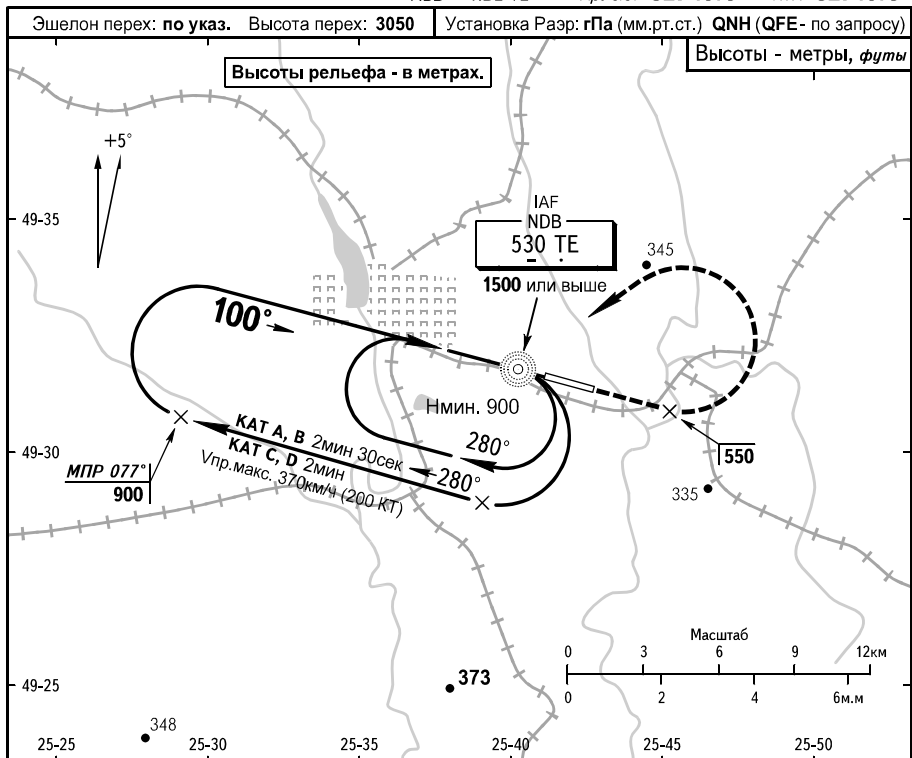 Эшелон перех: по указ. Высота перех: 3050
Установка Раэр: гПа (мм.рт.ст.) QNH (QFE - по запросу)
Высоты рельефа - в метрах.
Высоты - метры, футы
+5°
49-35
IAF
NDB
530 TE
1500 или выше
345
100°
Hмин. 900
280°
КАТ A, B 2мин 30сек
КАТ C, D 2мин
280°
Vпр.макс. 370км/ч (200 КТ)
49-30
МПР 077°
900
550
335
Масштаб
0 3 6 9 12км
0 2 4 6м.м
373
49-25
348
25-25 25-30 25-35 25-40 25-45 25-50